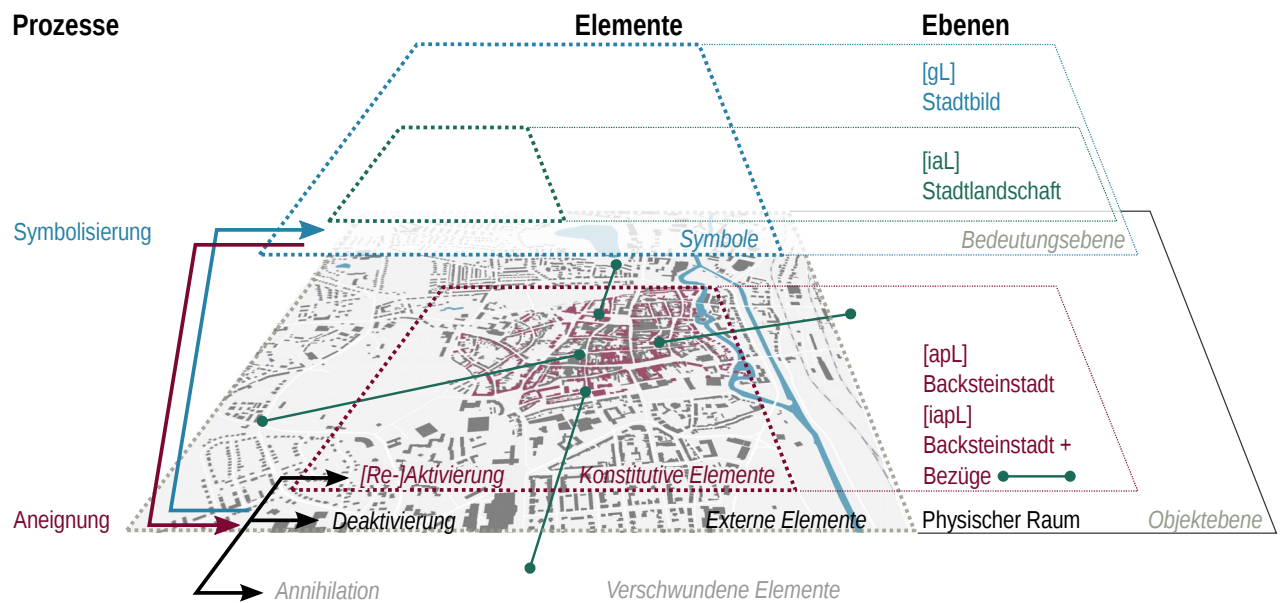 Prozesse
Elemente
Ebenen
[gL]
Stadtbild
[iaL]
Stadtlandschaft
Symbolisierung
Symbole
Bedeutungsebene
[apL]
Backsteinstadt
[iapL]
Backsteinstadt +
Bezüge
[Re-]Aktivierung
Konstitutive Elemente
Aneignung
Deaktivierung
Externe Elemente
Physischer Raum
Objektebene
Annihilation
Verschwundene Elemente